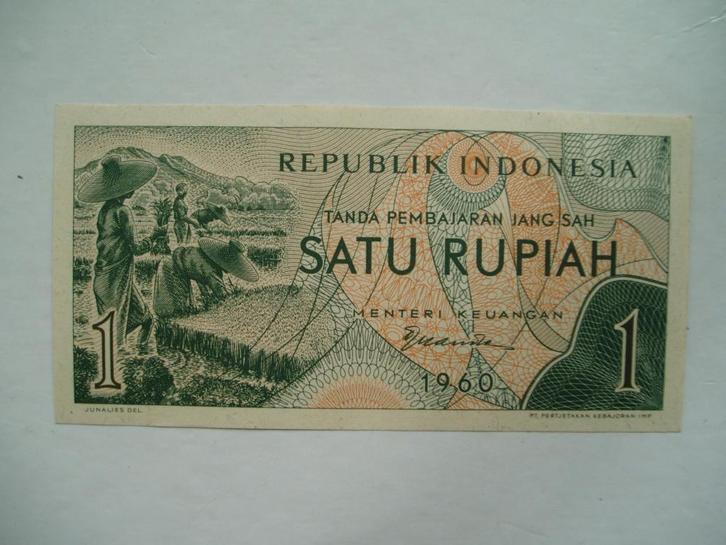 REPUBLIK INDONESIA
TANDA PEMBAJARAN JANG SAH
SATU RUPIAH
MENTERI KEUANGAN
1960
1
1
JUNALIES DEL.
PT. PERTJETAKAN KEBAJORAN IMP.